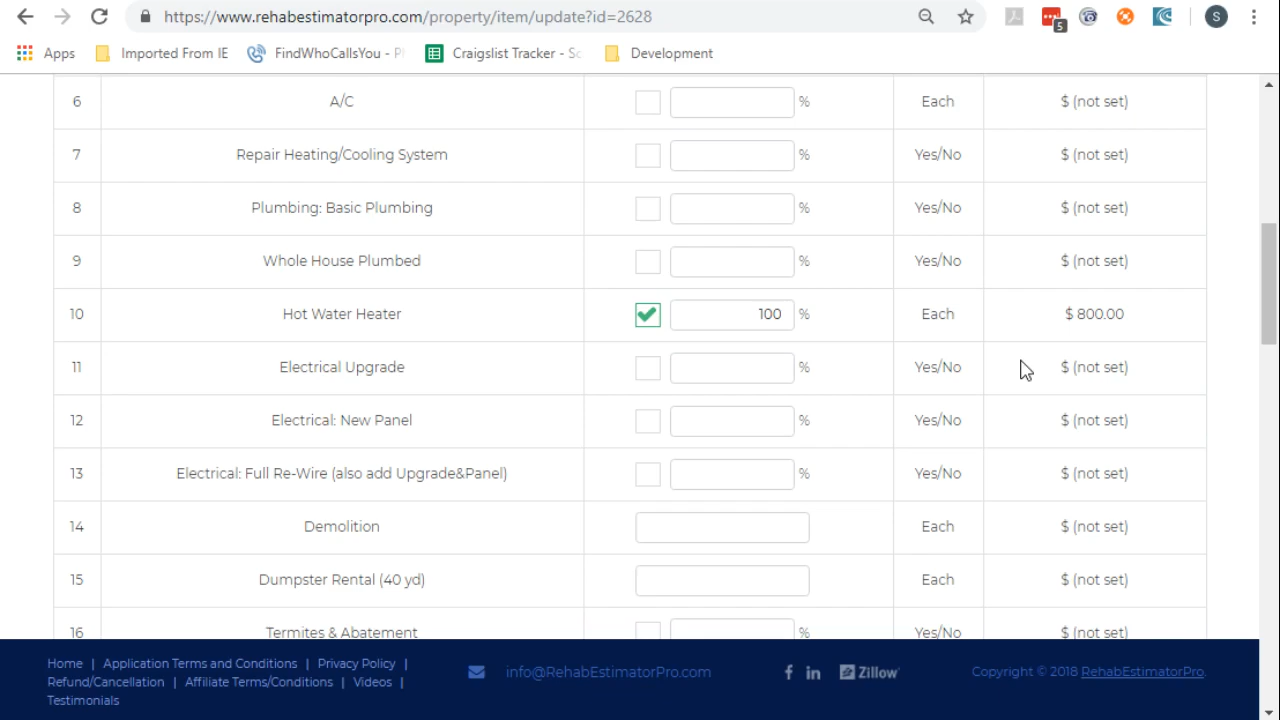 https://www.rehabestimatorpro.com/property/item/update?id=2628
5
S
Apps Imported From IE FindWhoCallsYou - Craigslist Tracker - Development
6 A/C % Each $ (not set)
7 Repair Heating/Cooling System % Yes/No $ (not set)
8 Plumbing: Basic Plumbing % Yes/No $ (not set)
9 Whole House Plumbed % Yes/No $ (not set)
10 Hot Water Heater 100 % Each $ 800.00
11 Electrical Upgrade % Yes/No $ (not set)
12 Electrical: New Panel % Yes/No $ (not set)
13 Electrical: Full Re-Wire (also add Upgrade&Panel) % Yes/No $ (not set)
14 Demolition Each $ (not set)
15 Dumpster Rental (40 yd) Each $ (not set)
16 Termites & Abatement % Yes/No $ (not set)
Home | Application Terms and Conditions | Privacy Policy |
Refund/Cancellation | Affiliate Terms/Conditions | Videos |
Testimonials
info@RehabEstimatorPro.com
f in Zillow
Copyright © 2018 RehabEstimatorPro.